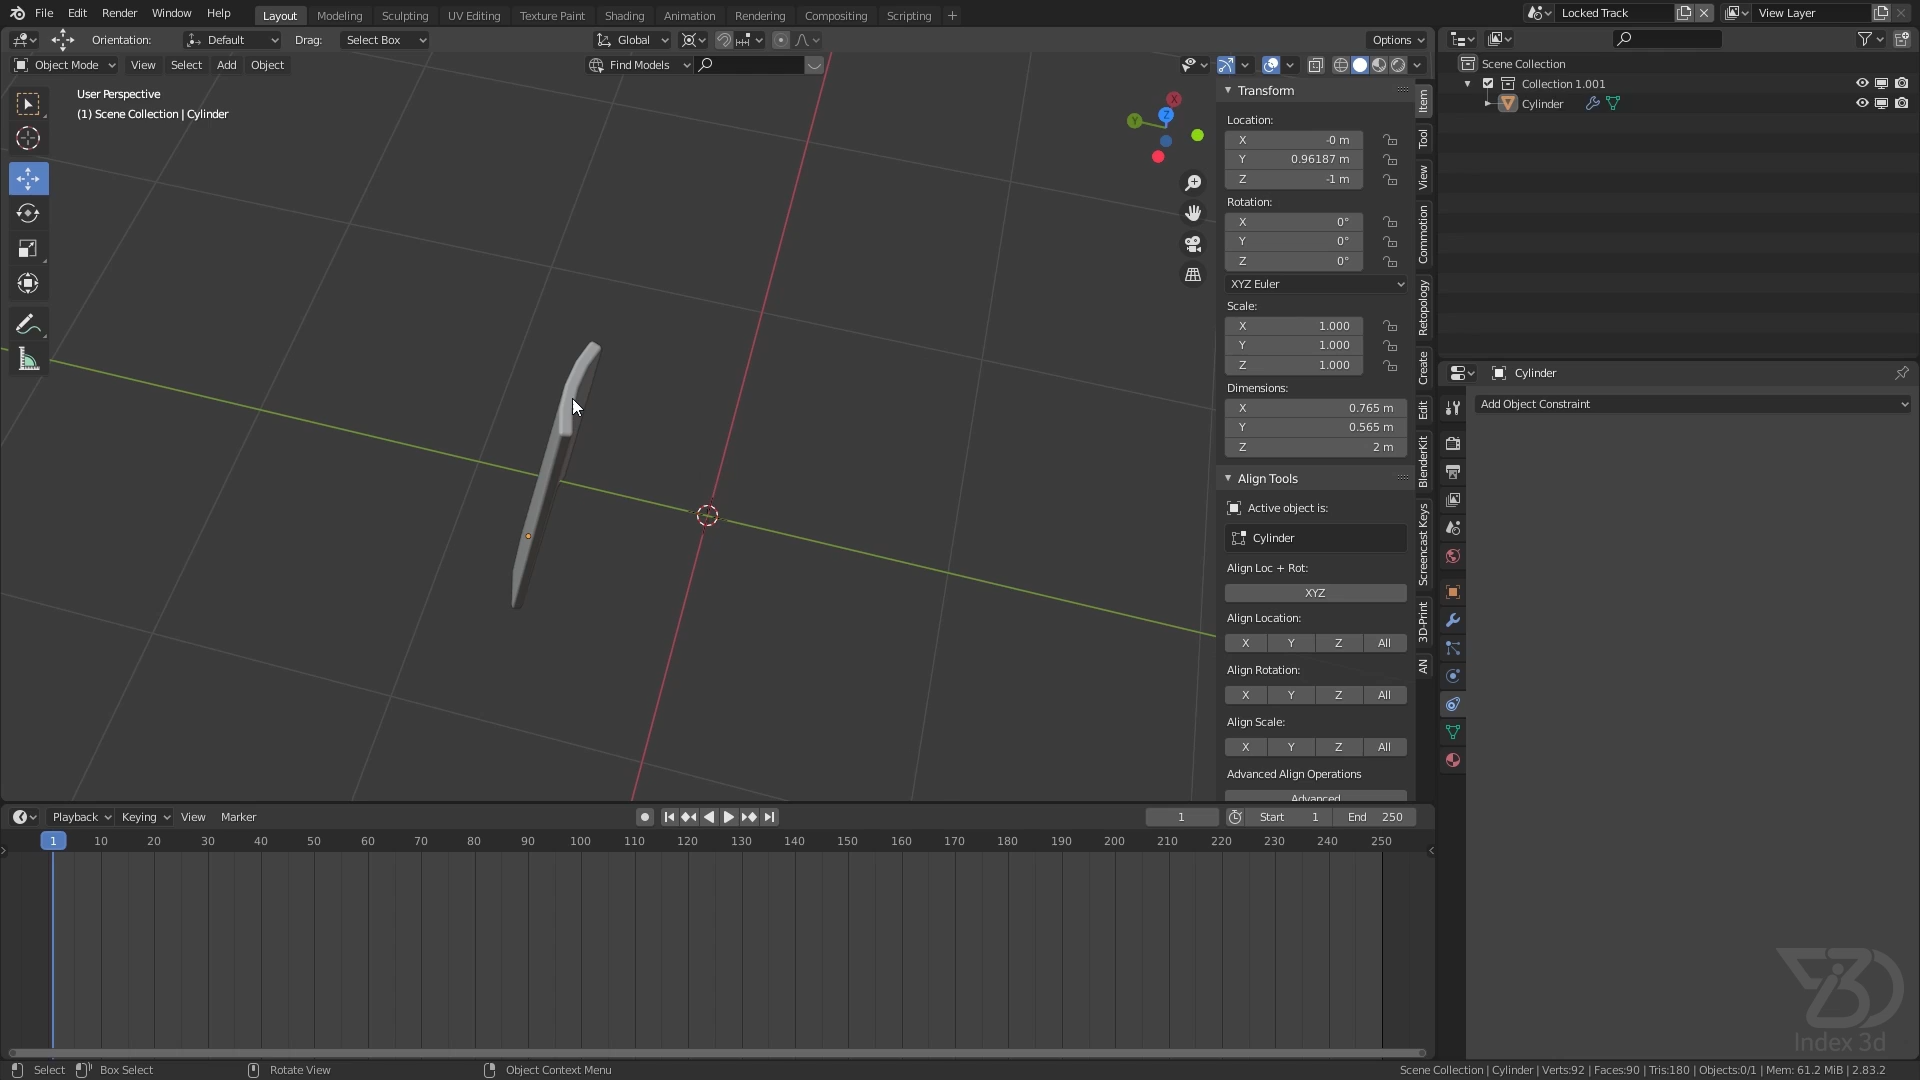 File Edit Render Window Help Layout Modeling Sculpting UV Editing Texture Paint Shading Animation Rendering Compositing Scripting + Locked Track View Layer
Orientation: Default Drag: Select Box Global Options
Object Mode View Select Add Object Find Models
User Perspective
(1) Scene Collection | Cylinder
X
Y
Z
Transform
Location:
X -0 m
Y 0.96187 m
Z -1 m
Rotation:
X 0°
Y 0°
Z 0°
XYZ Euler
Scale:
X 1.000
Y 1.000
Z 1.000
Dimensions:
X 0.765 m
Y 0.565 m
Z 2 m
Align Tools
Active object is:
Cylinder
Align Loc + Rot:
XYZ
Align Location:
X Y Z All
Align Rotation:
X Y Z All
Align Scale:
X Y Z All
Advanced Align Operations
Advanced
Item
Tool
View
Commotion
Retopology
Create
Edit
BlenderKit
Screencast Keys
3D-Print
AN
Scene Collection
Collection 1.001
Cylinder
Cylinder
Add Object Constraint
Playback Keying View Marker 1 Start 1 End 250
1 10 20 30 40 50 60 70 80 90 100 110 120 130 140 150 160 170 180 190 200 210 220 230 240 250
Index 3d
Select Box Select Rotate View Object Context Menu Scene Collection | Cylinder | Verts:92 | Faces:90 | Tris:180 | Objects:0/1 | Mem: 61.2 MiB | 2.83.2